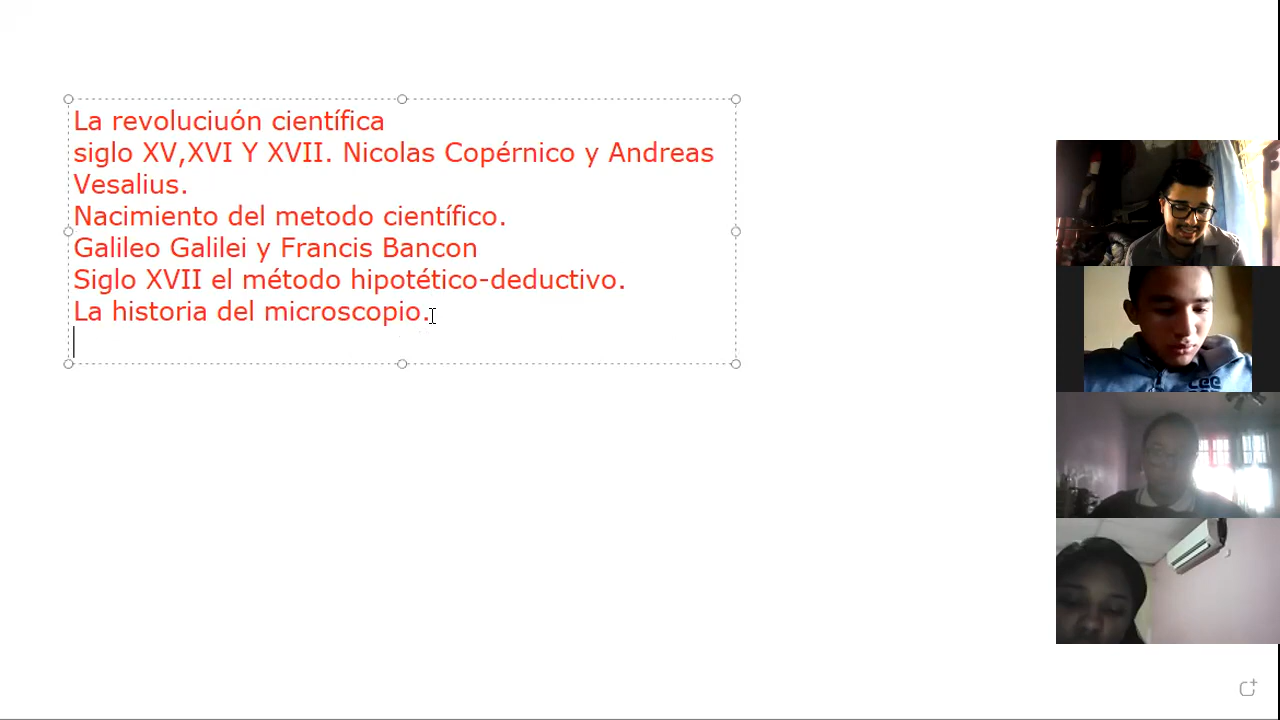 La revoluciuón científica
siglo XV,XVI Y XVII. Nicolas Copérnico y Andreas
Vesalius.
Nacimiento del metodo científico.
Galileo Galilei y Francis Bancon
Siglo XVII el método hipotético-deductivo.
La historia del microscopio.